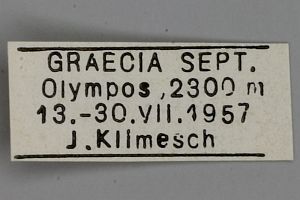 GRAECIA SEPT.
Olympos, 2300 m
13.-30.VII.1957
J. Klimesch